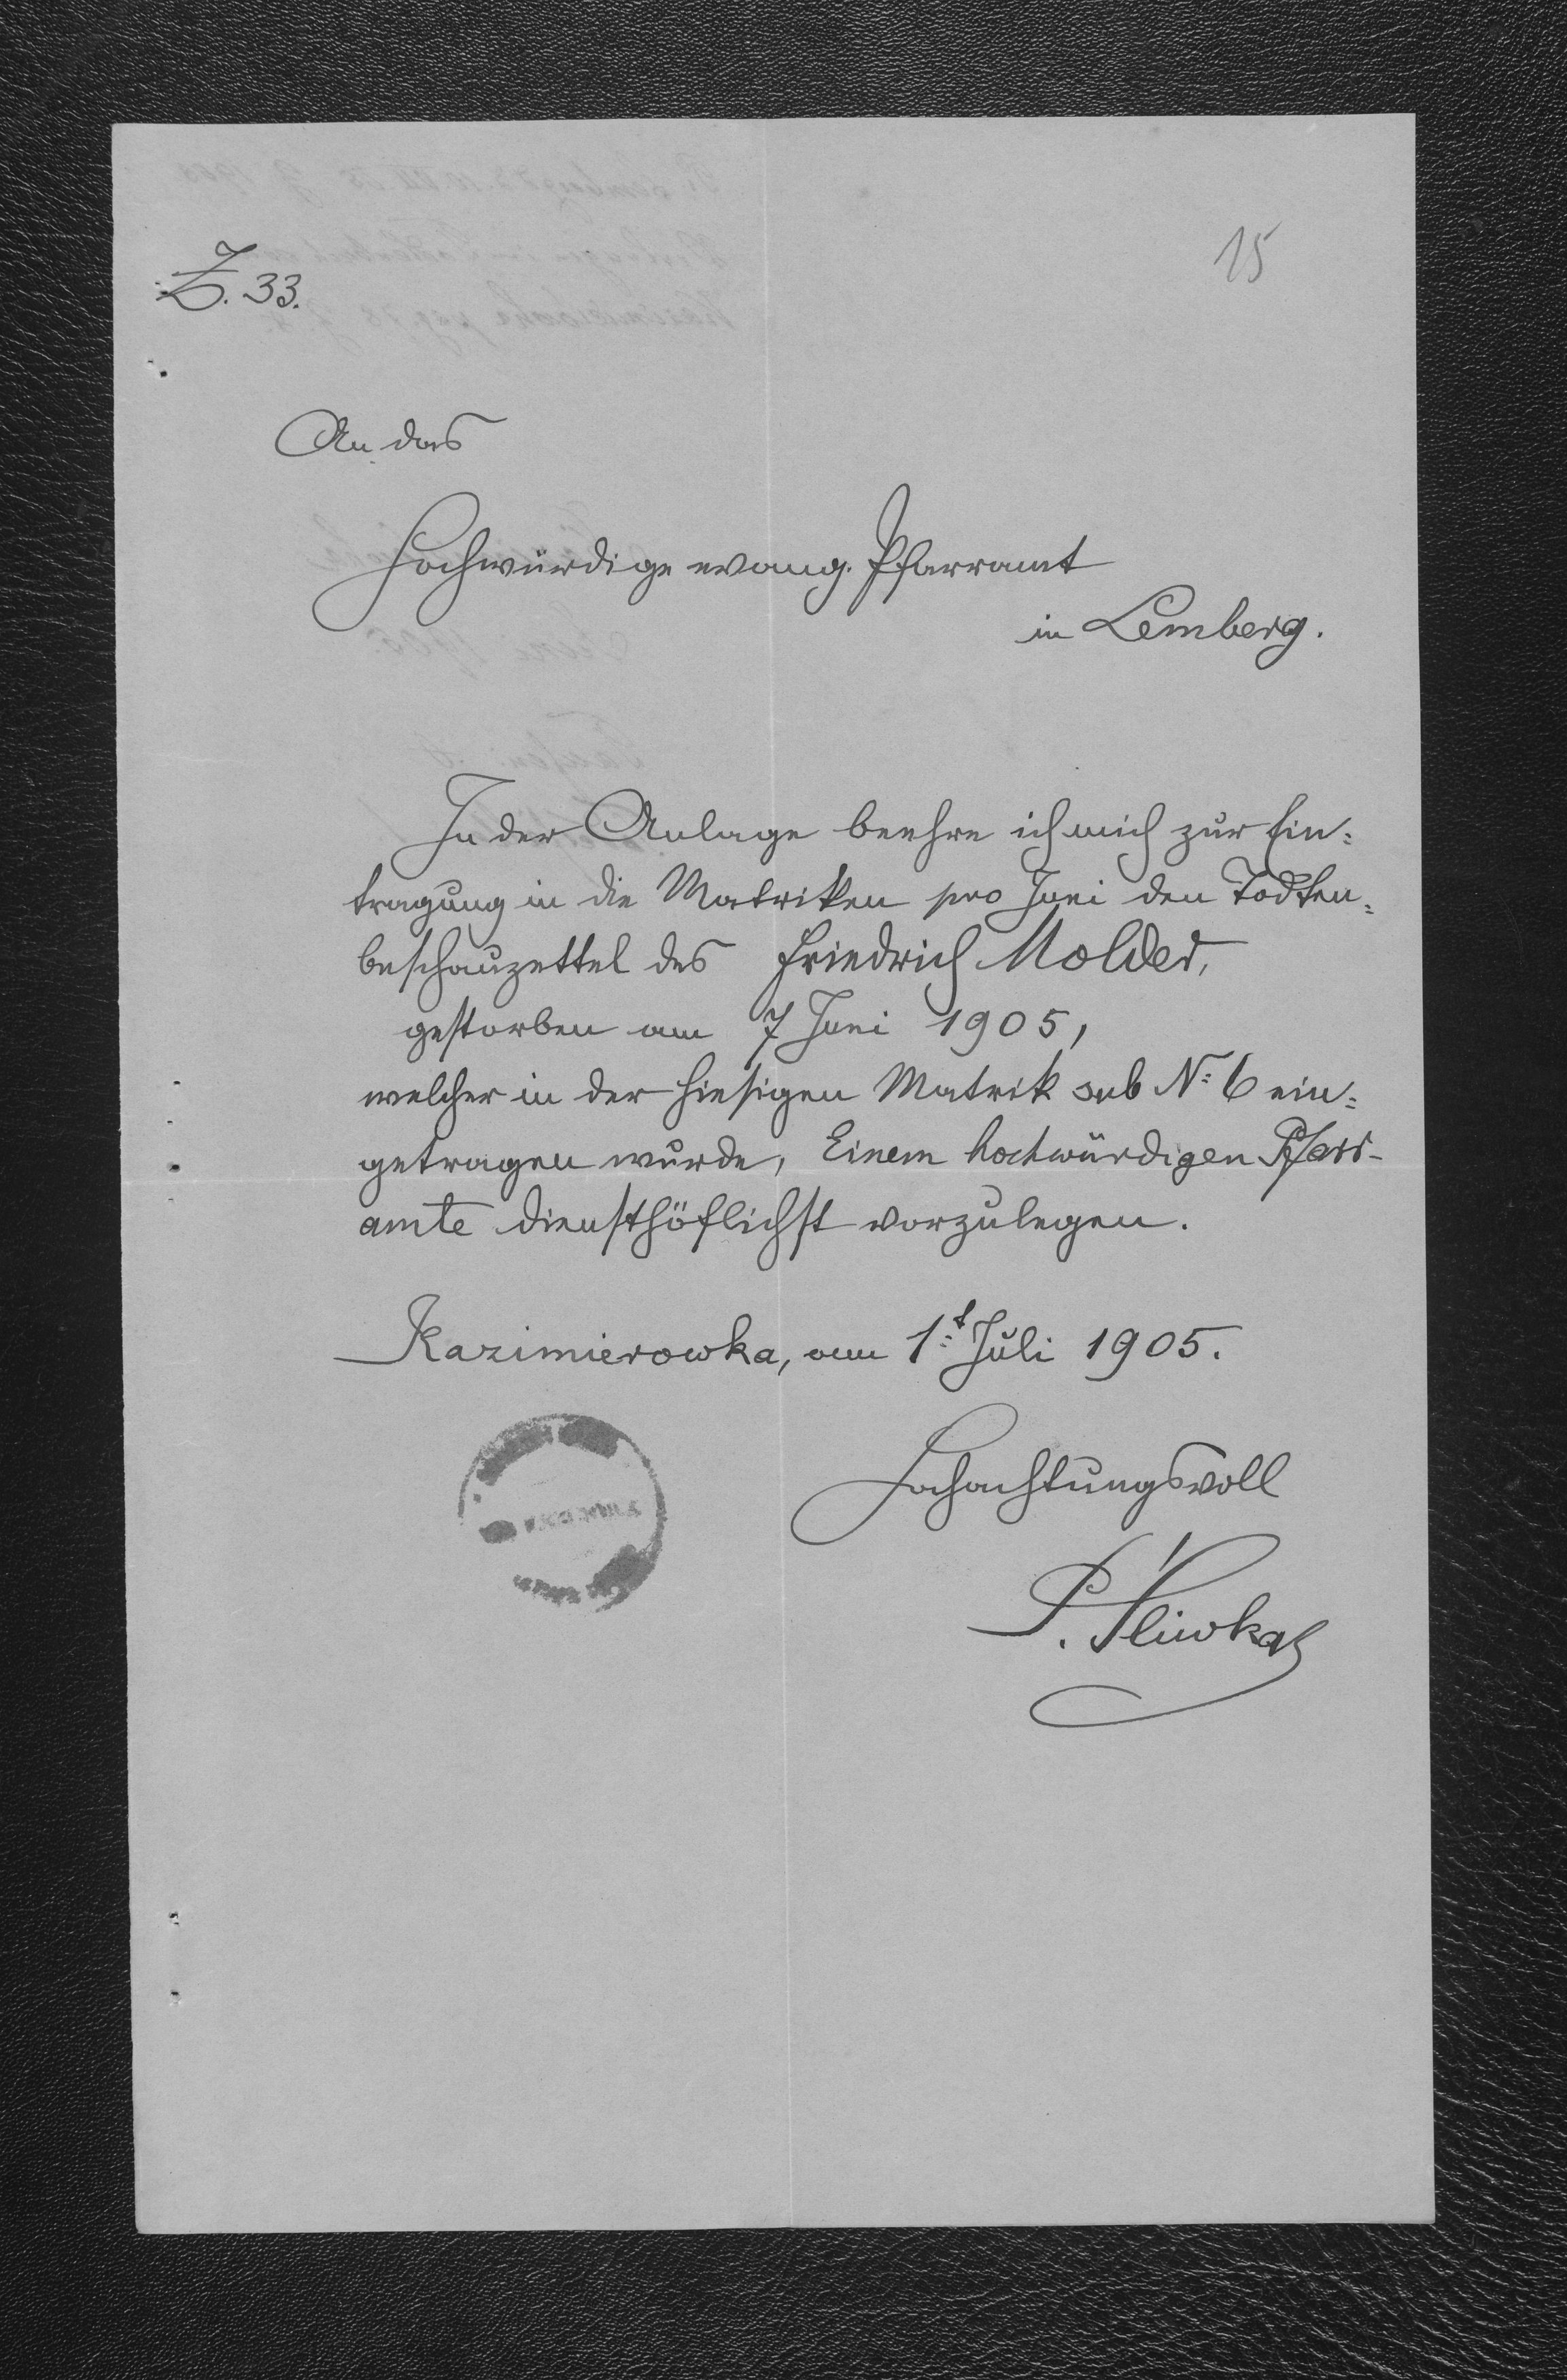 15
Z. 33.
An das
Hochwürdige evang. Pfarramt
in Lemberg.
In der Anlage beehre ich mich zur Ein=
tragung in die Matriken pro Juni den Todten=
beschauzettel des Friedrich Molder,
gestorben am 7 Juni 1905,
welcher in der hiesigen Matrik sub N: 6 ein=
getragen wurde, Einem hochwürdigen Pfarr-
amte diensthöflichst vorzulegen.
Kazimierowka, am 1:t Juli 1905.
Hochachtungsvoll
P. Śliwka